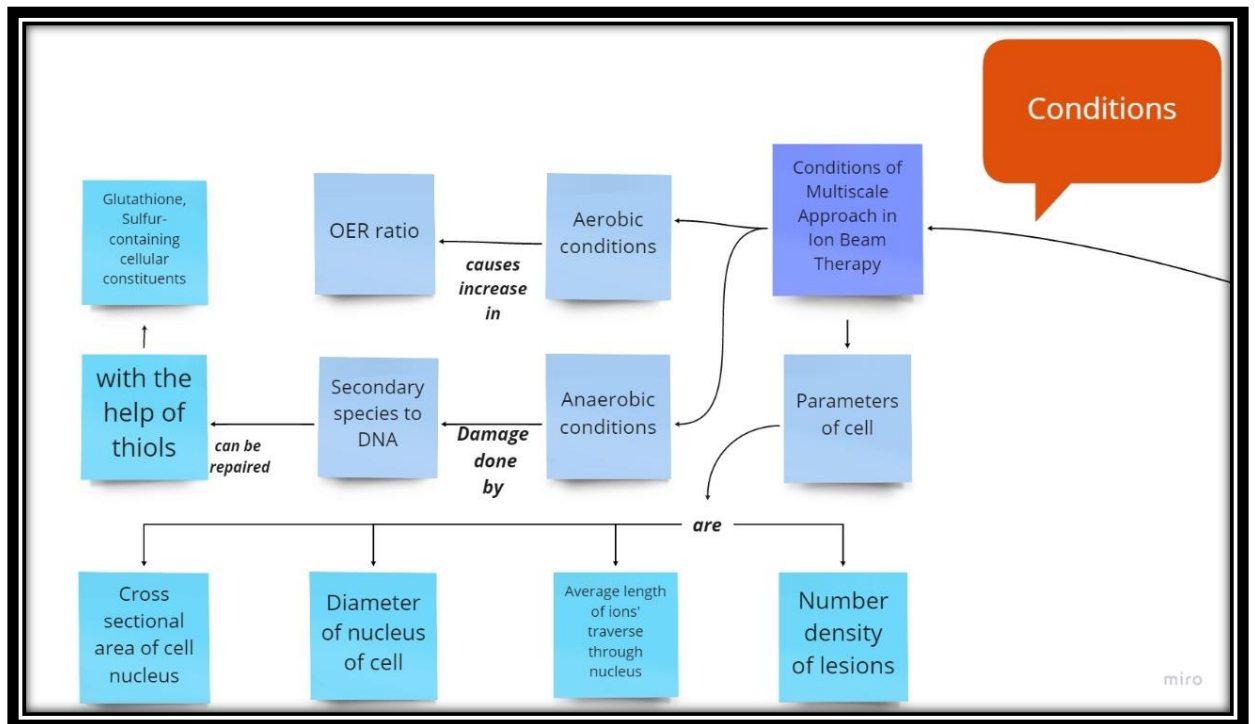 Conditions
Conditions of
Multiscale
Approach in
Ion Beam
Therapy
Aerobic
conditions
causes
increase
in
OER ratio
Glutathione,
Sulfur-
containing
cellular
constituents
Parameters
of cell
Anaerobic
conditions
Damage
done
by
Secondary
species to
DNA
can be
repaired
with the
help of
thiols
are
Cross
sectional
area of cell
nucleus
Diameter
of nucleus
of cell
Average length
of ions'
traverse
through
nucleus
Number
density
of lesions
miro